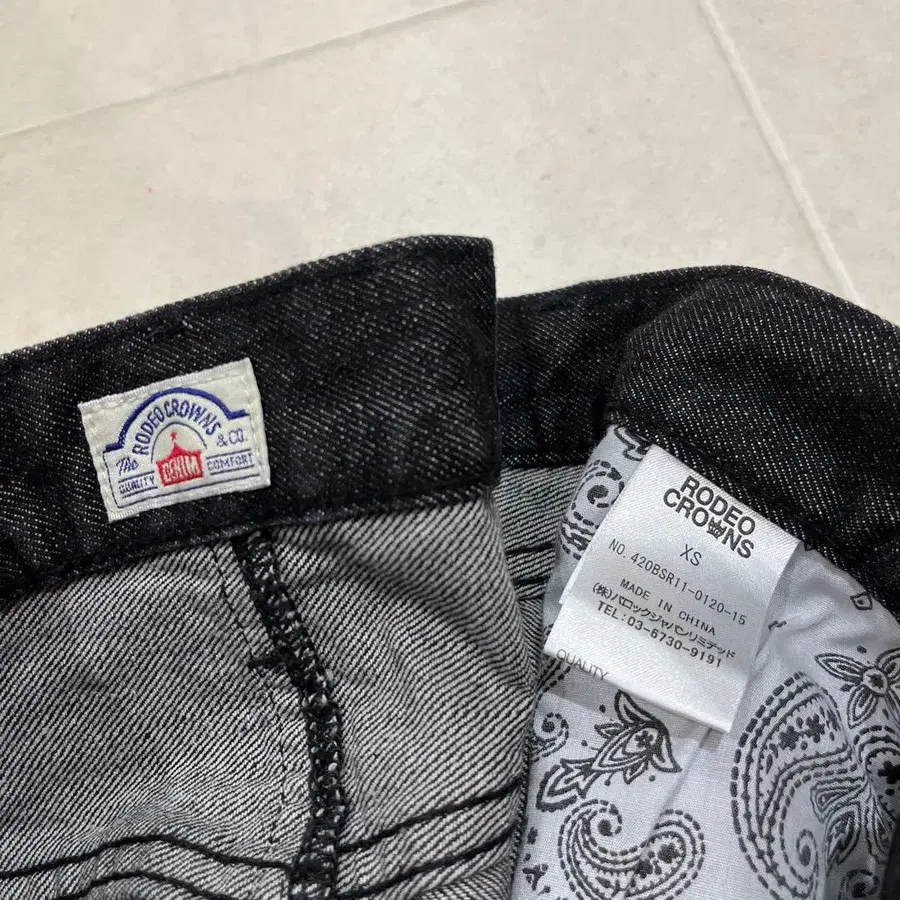 The RODEO CROWNS & CO.
DENIM
QUALITY COMFORT
RODEO
CROWNS
XS
NO. 420BSR11-0120-15
MADE IN CHINA
(株)バロックジャパンリミテッド
TEL:03-6730-9191
QUALITY